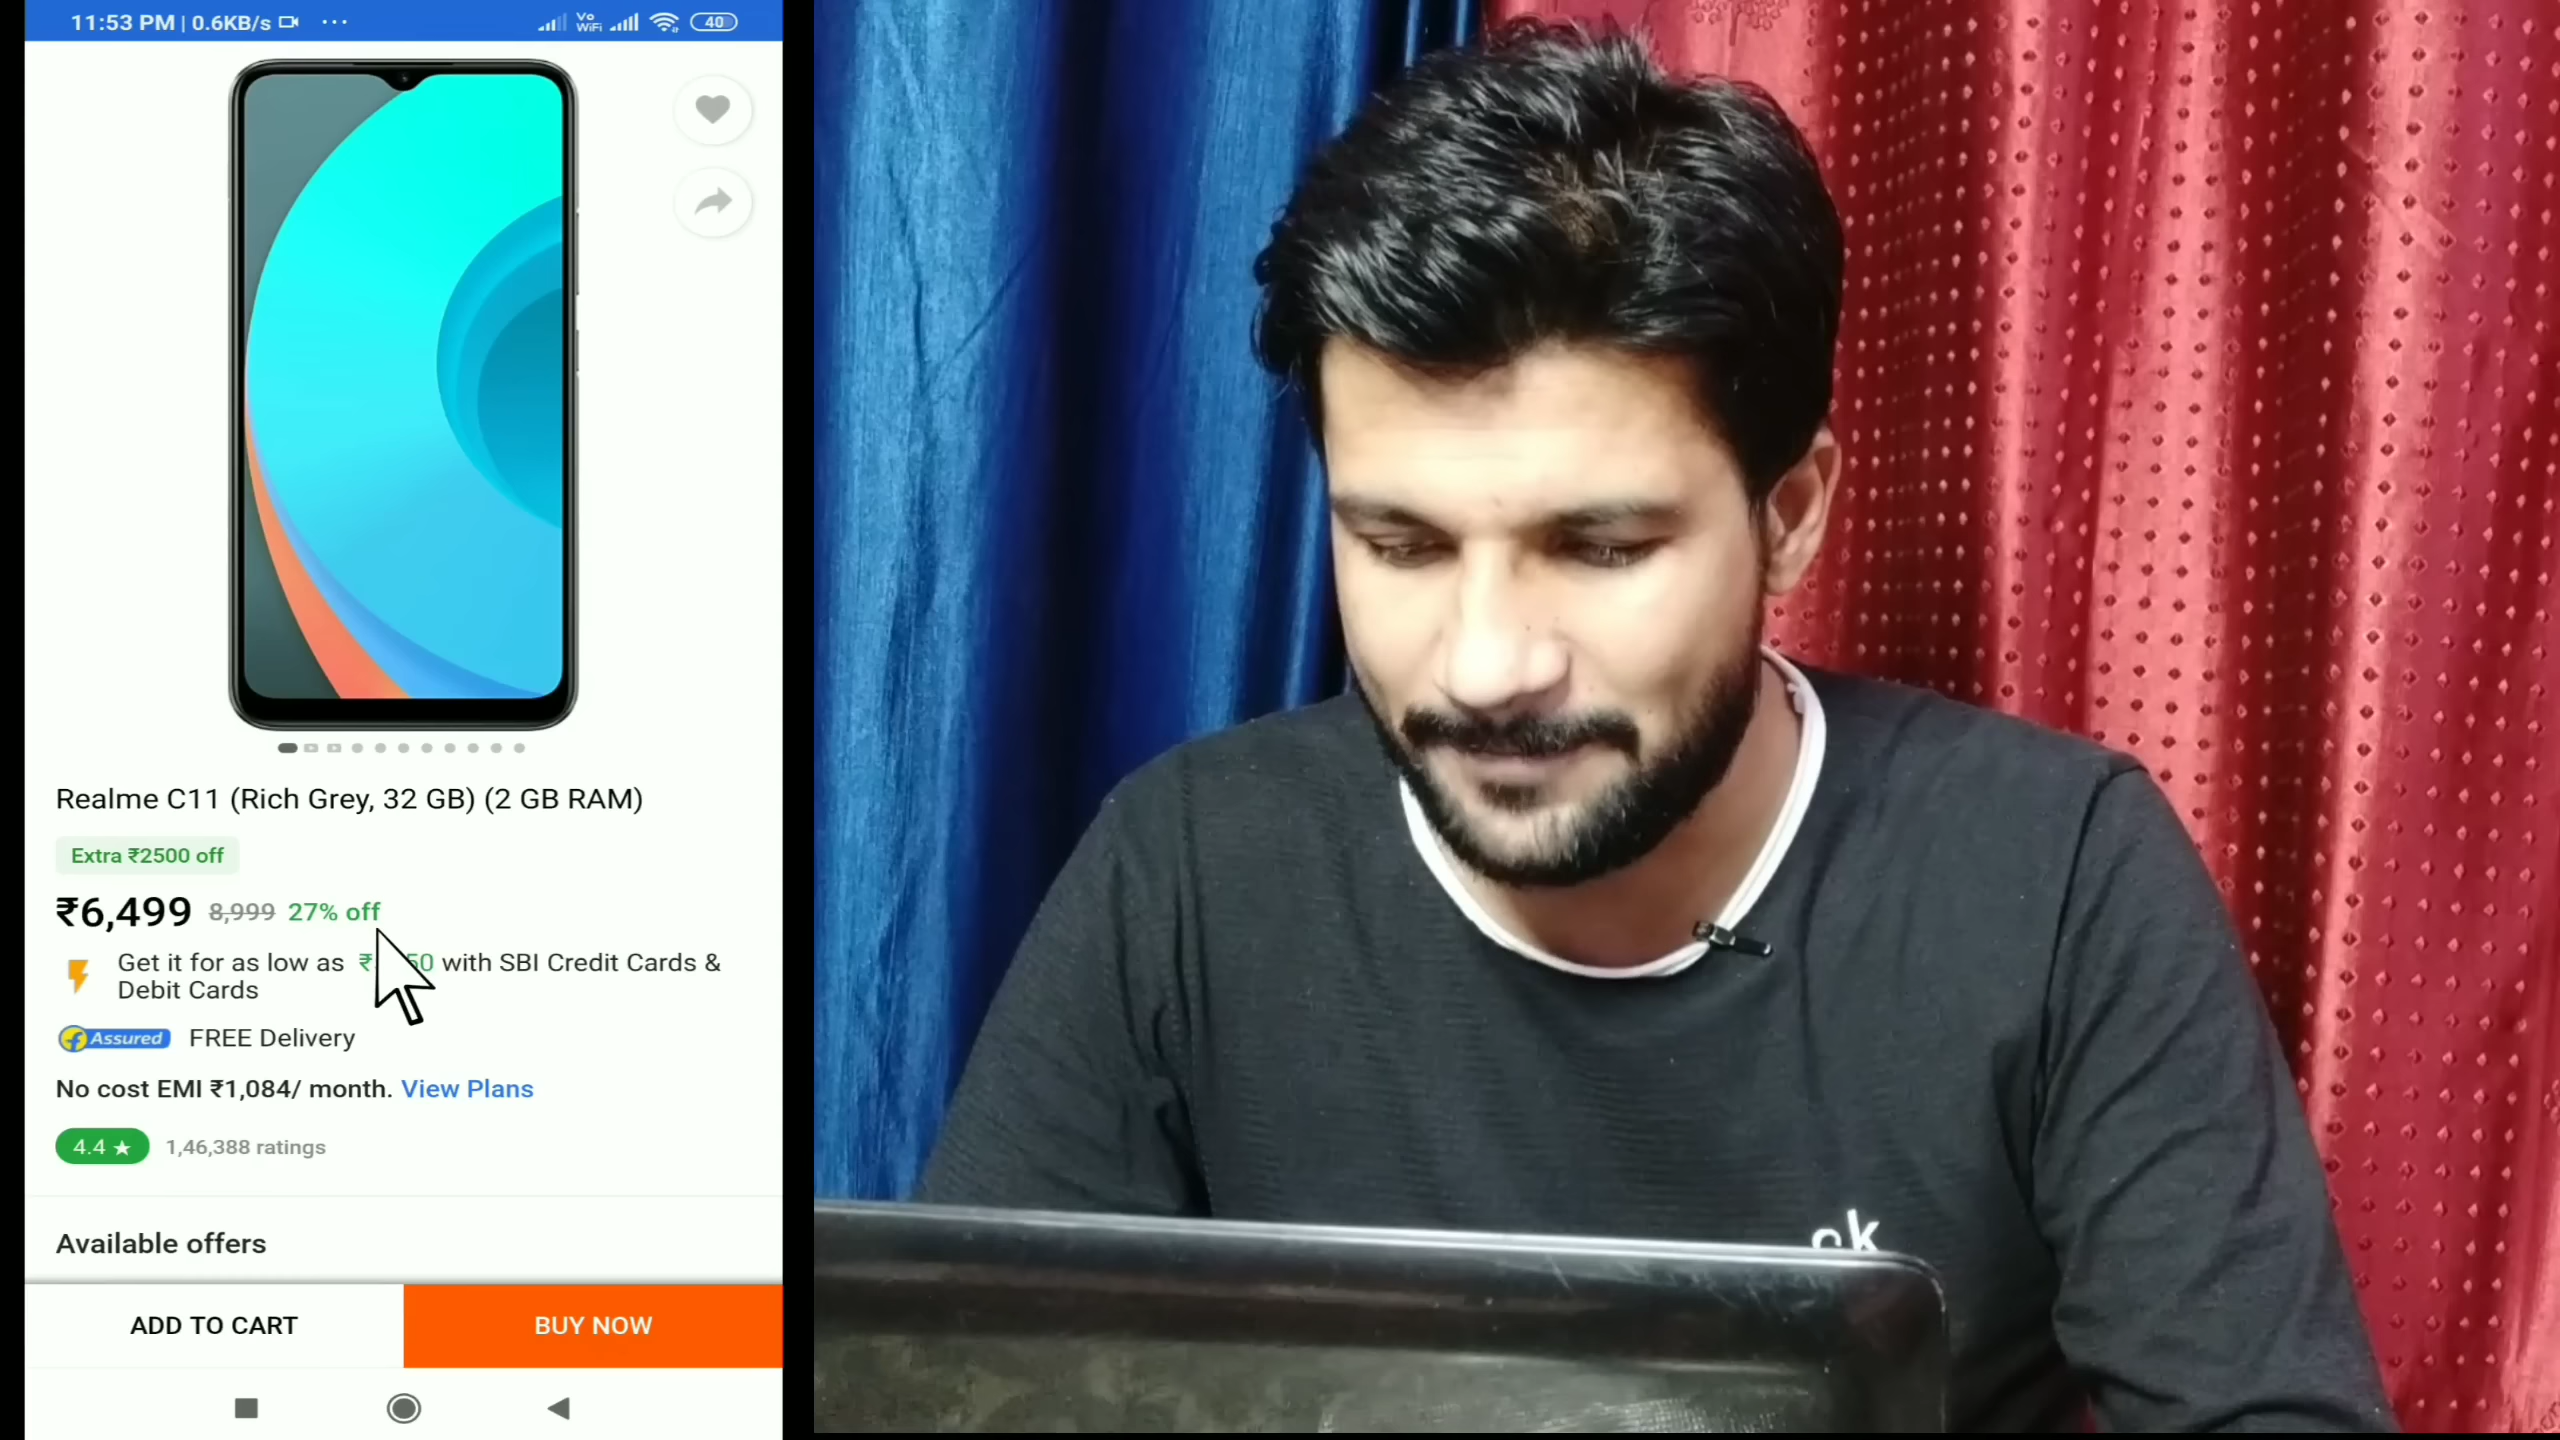 11:53 PM | 0.6KB/s ...
Vo
WiFi
40
Realme C11 (Rich Grey, 32 GB) (2 GB RAM)
Extra ₹2500 off
₹6,499 8,999 27% off
Get it for as low as with SBI Credit Cards &
Debit Cards
f Assured FREE Delivery
No cost EMI ₹1,084/ month. View Plans
4.4 ★ 1,46,388 ratings
Available offers
ADD TO CART
BUY NOW